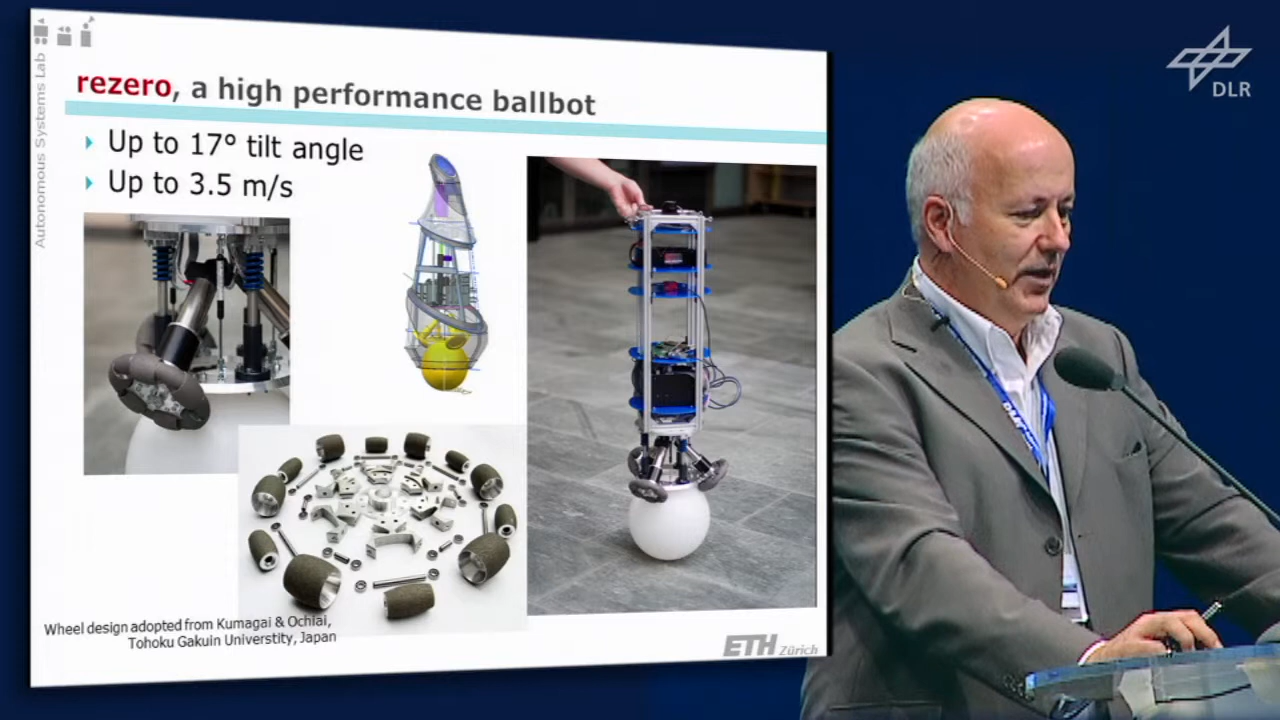 Autonomous Systems Lab
rezero, a high performance ballbot
Up to 17° tilt angle
Up to 3.5 m/s
Wheel design adopted from Kumagai & Ochiai,
Tohoku Gakuin Universtity, Japan
ETH Zürich
DLR